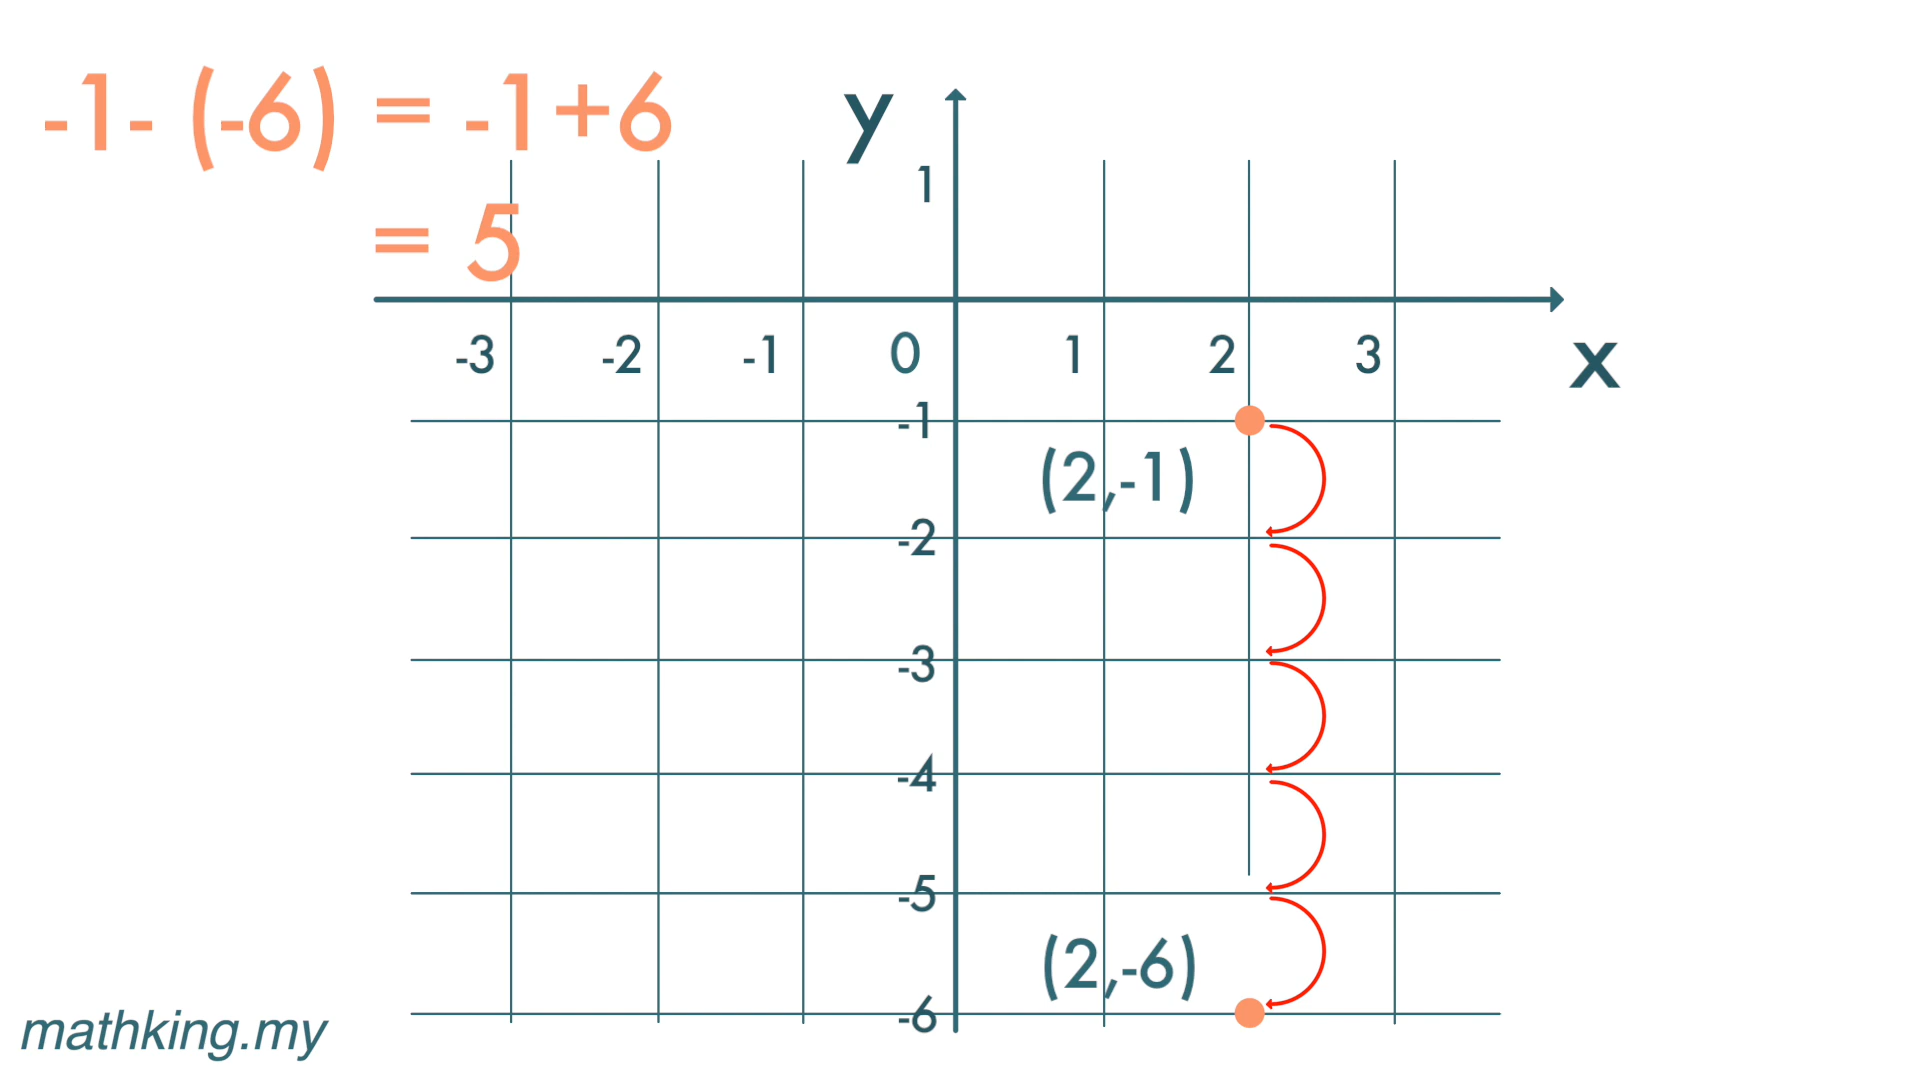 -1- (-6) = -1+6
= 5
y
1
-3 -2 -1 0 1 2 3
x
-1
(2,-1)
-2
-3
-4
-5
(2,-6)
-6
mathking.my